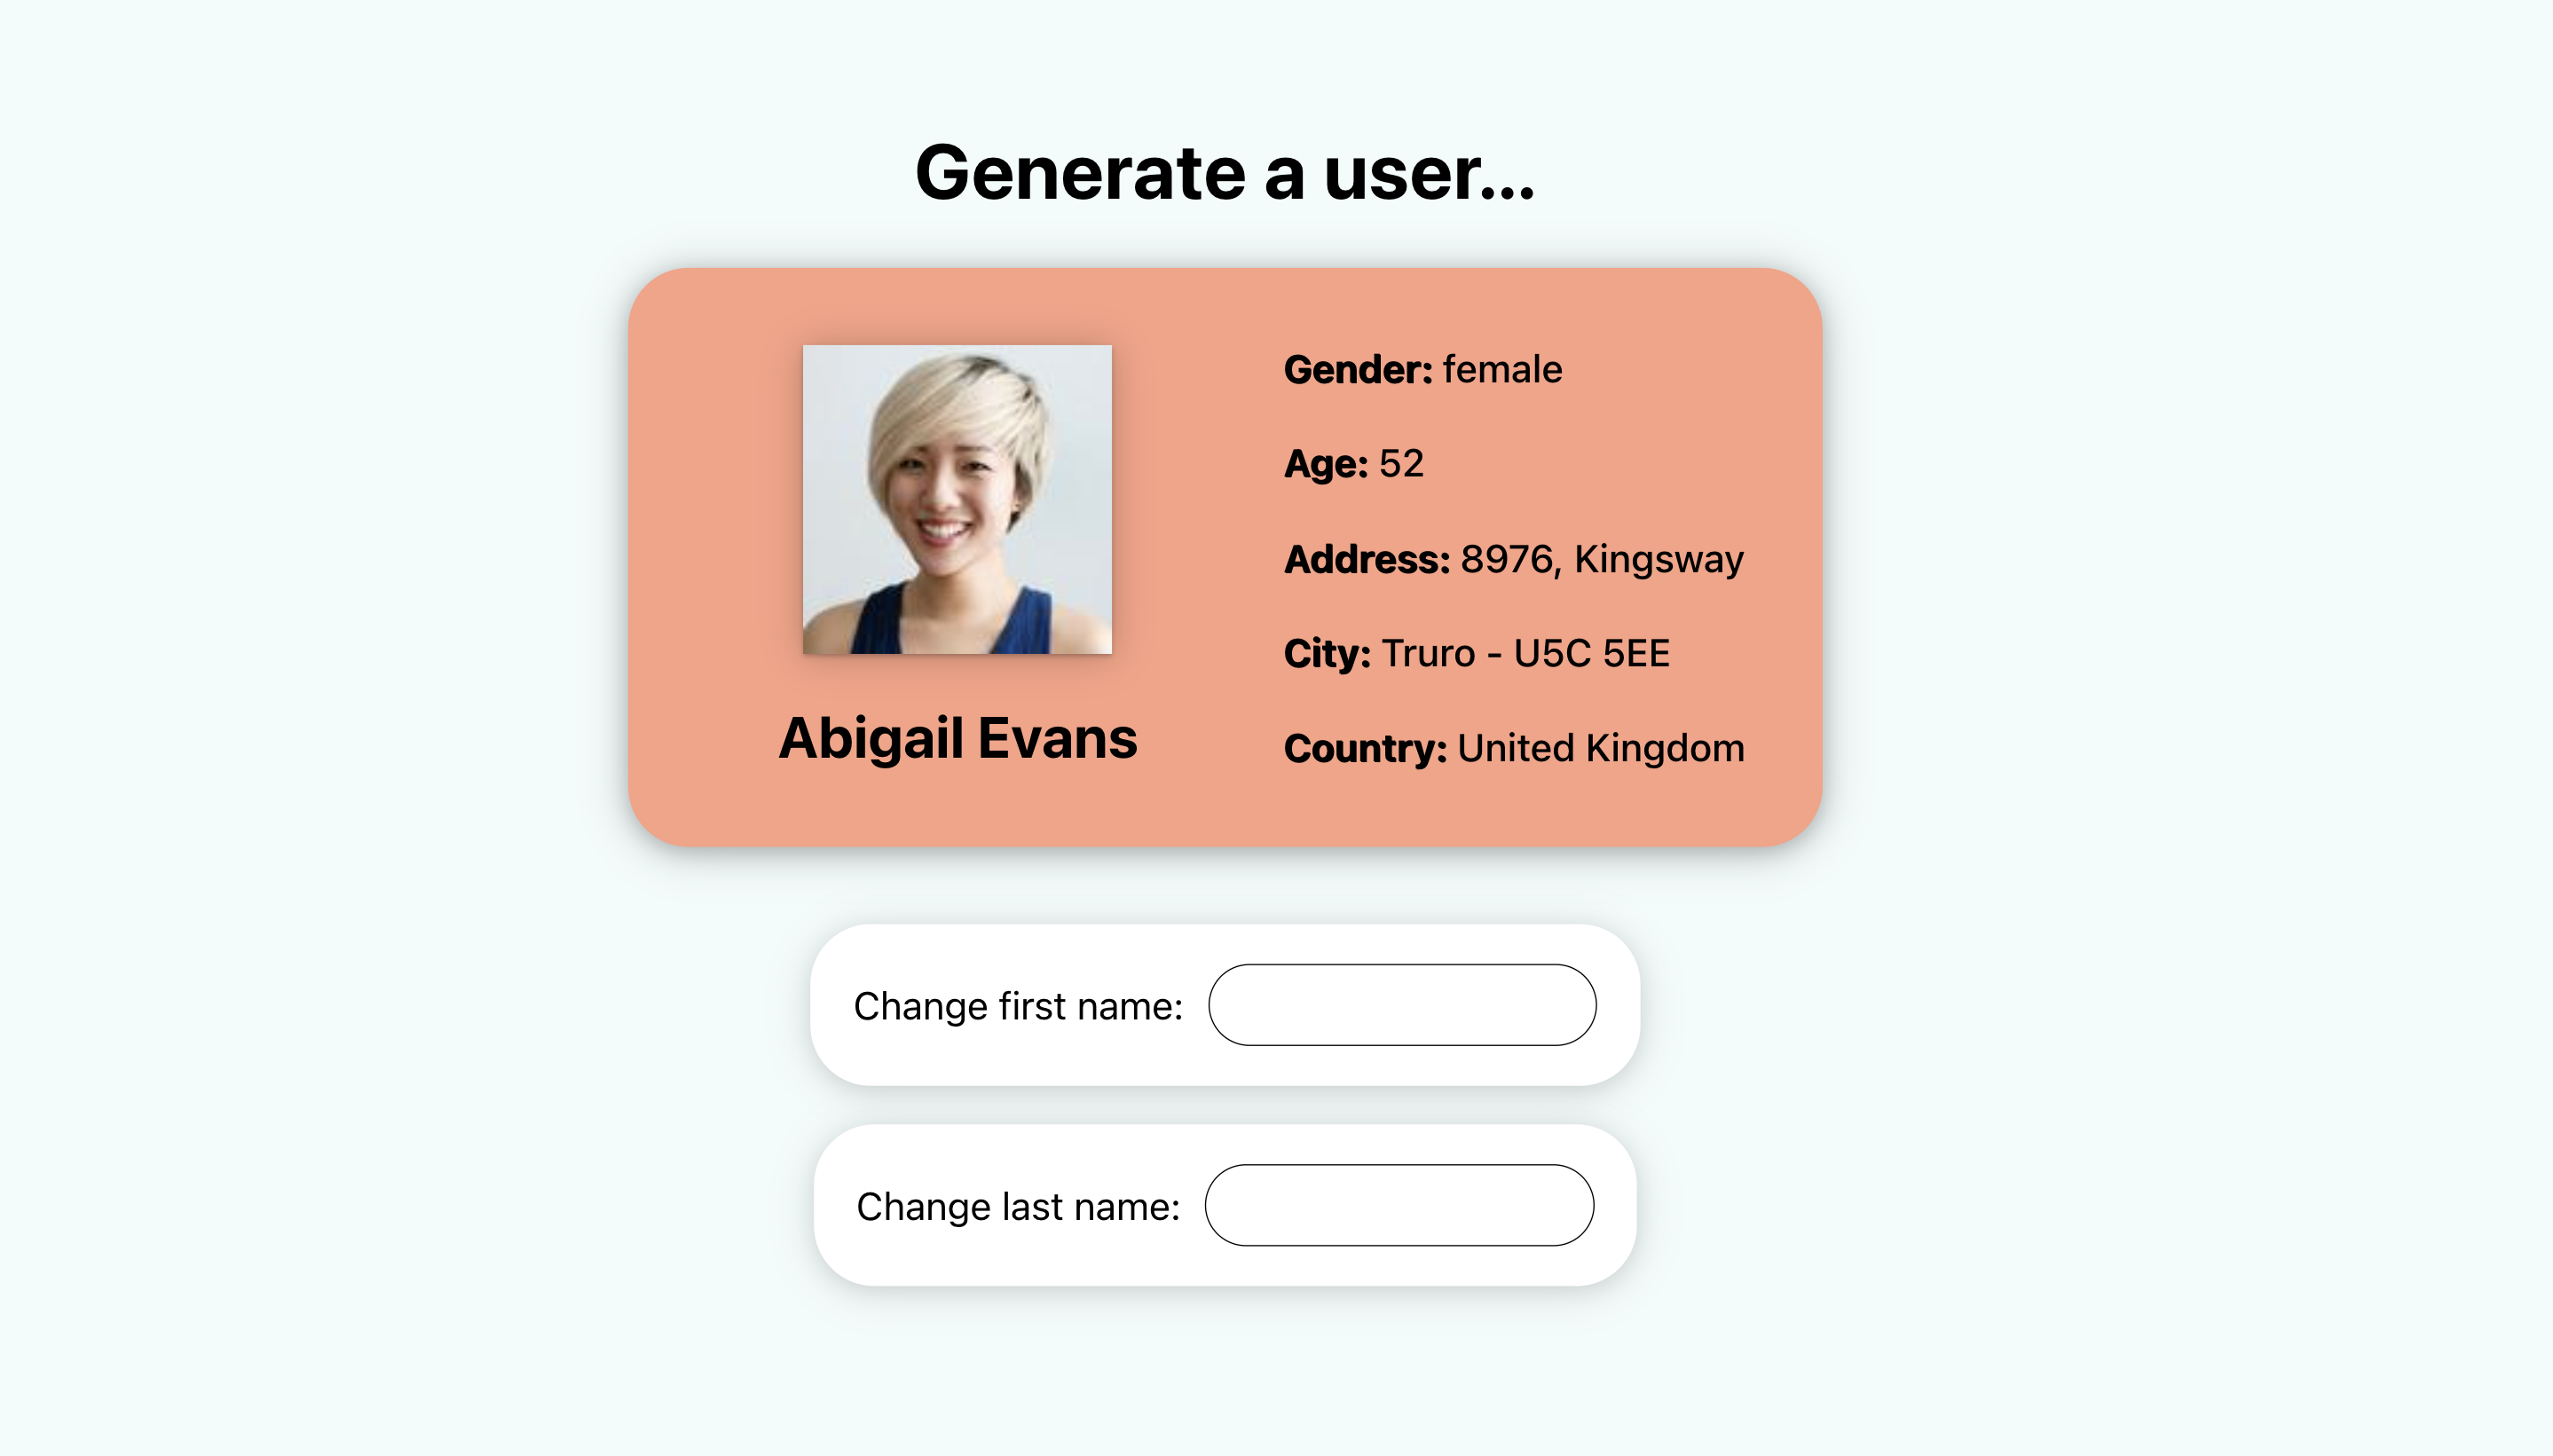 Generate a user...
Abigail Evans
Gender: female
Age: 52
Address: 8976, Kingsway
City: Truro - U5C 5EE
Country: United Kingdom
Change first name:
Change last name: